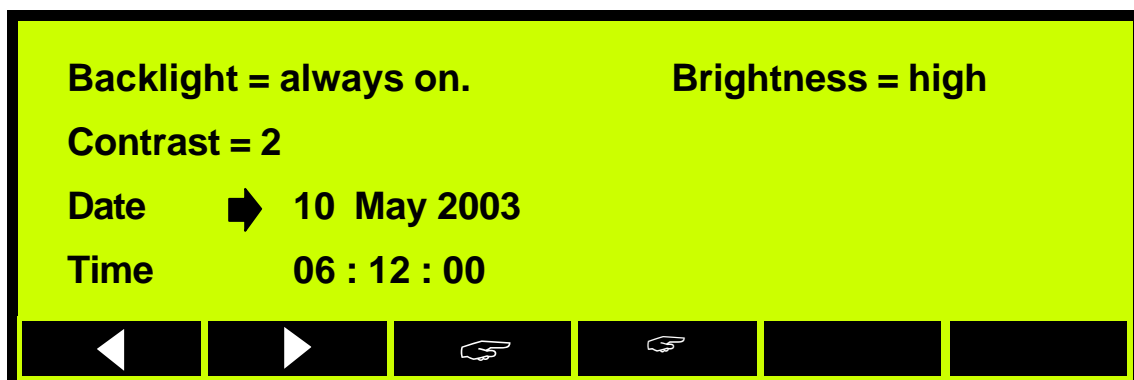 Backlight = always on. Brightness = high
Contrast = 2
Date 10 May 2003
Time 06 : 12 : 00